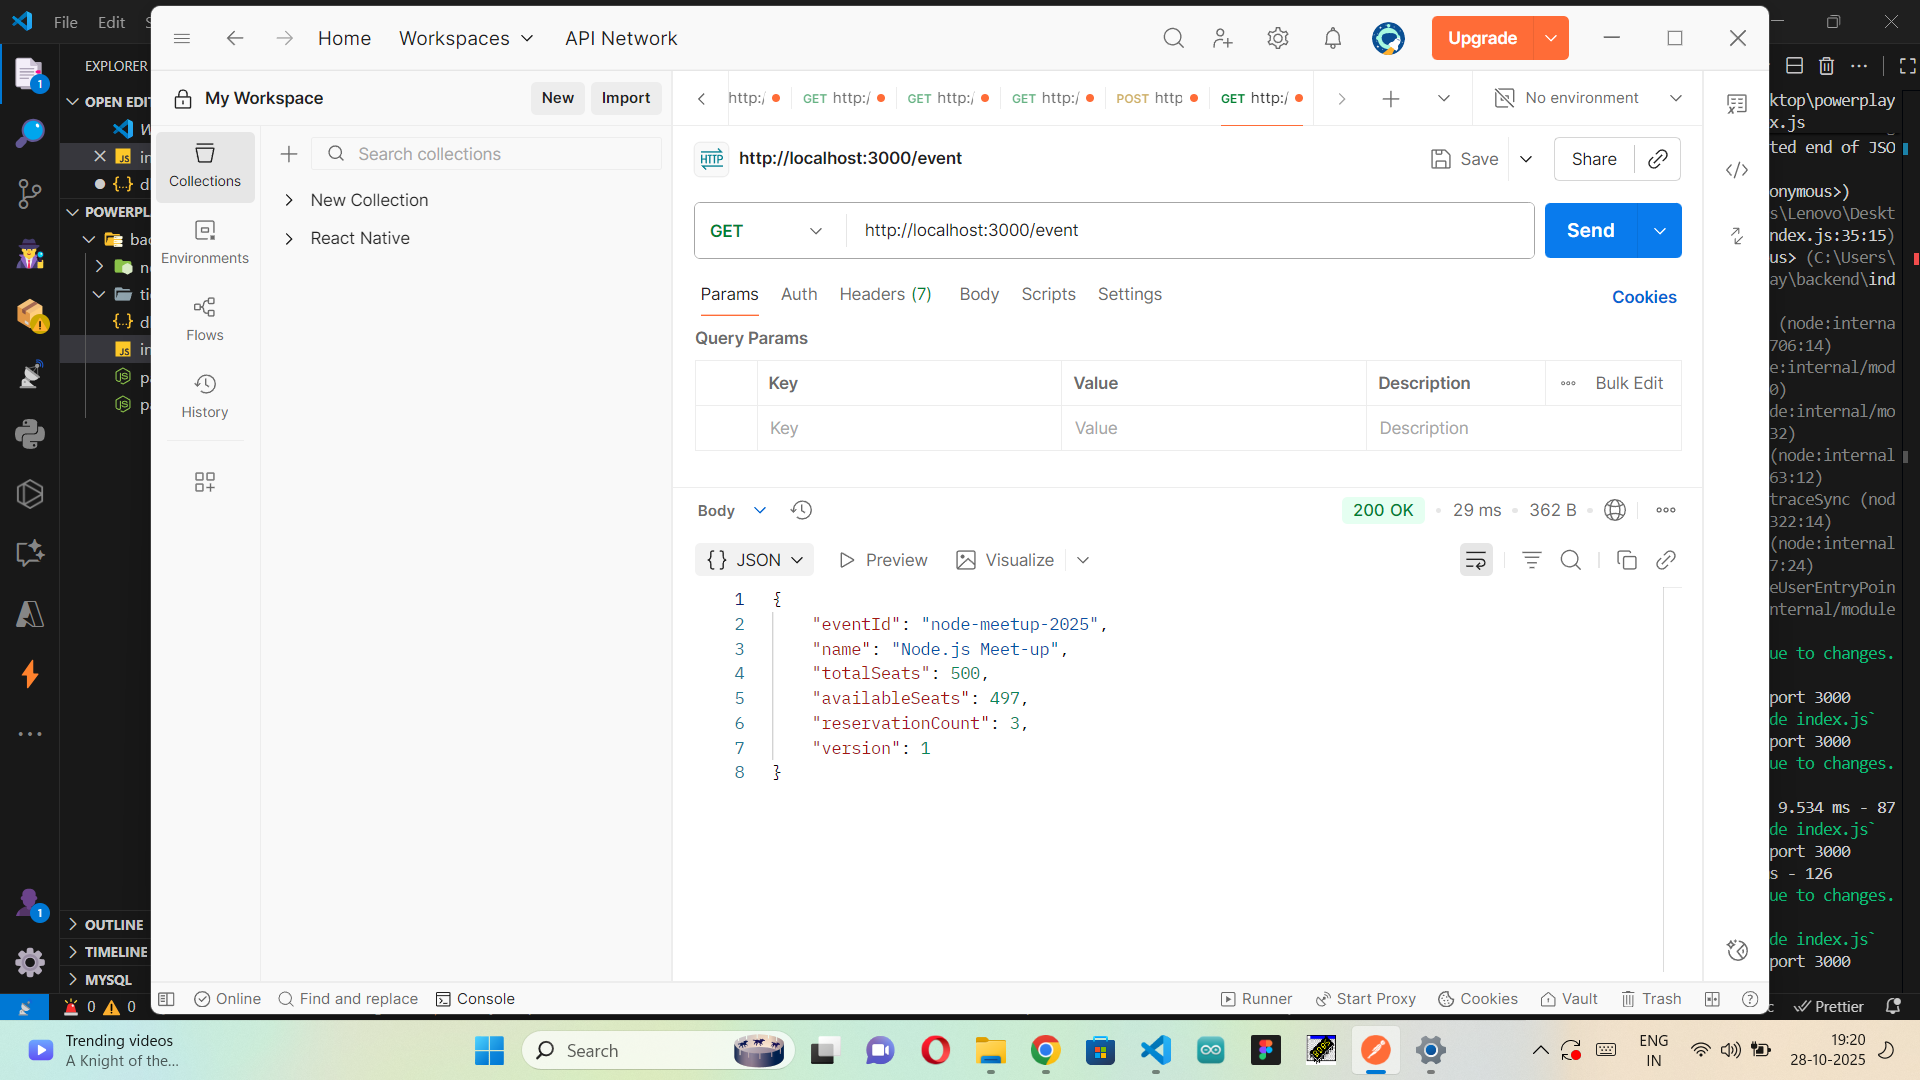 File Edit S
EXPLORER
OPEN EDIT
POWERPL
OUTLINE
TIMELINE
MYSQL
0 0
Home Workspaces API Network Upgrade
My Workspace New Import
Collections
Environments
Flows
History
Search collections
New Collection
React Native
http:/ GET http:/ GET http:/ GET http:/ POST http GET http:/ No environment
HTTP http://localhost:3000/event Save Share
GET http://localhost:3000/event Send
Params Auth Headers (7) Body Scripts Settings Cookies
Query Params
Key Value Description Bulk Edit
Key Value Description
Body 200 OK 29 ms 362 B
{} JSON Preview Visualize
1 {
2 "eventId": "node-meetup-2025",
3 "name": "Node.js Meet-up",
4 "totalSeats": 500,
5 "availableSeats": 497,
6 "reservationCount": 3,
7 "version": 1
8 }
Online Find and replace Console Runner Start Proxy Cookies Vault Trash
ktop\powerplay
x.js
ted end of JSO
onymous>)
s\Lenovo\Deskt
ndex.js:35:15)
us> (C:\Users\
ay\backend\ind
(node:interna
706:14)
e:internal/mod
0)
de:internal/mo
32)
(node:internal
63:12)
traceSync (nod
322:14)
(node:internal
7:24)
eUserEntryPoin
nternal/module
ue to changes.
port 3000
de index.js`
port 3000
ue to changes.
9.534 ms - 87
de index.js`
port 3000
s - 126
ue to changes.
de index.js`
port 3000
Prettier
Trending videos
A Knight of the...
Search
ENG
IN
19:20
28-10-2025